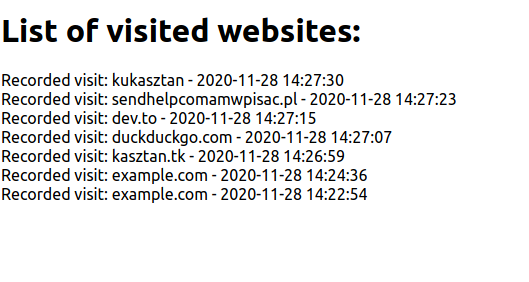 List of visited websites:
Recorded visit: kukasztan - 2020-11-28 14:27:30
Recorded visit: sendhelpcomamwpisac.pl - 2020-11-28 14:27:23
Recorded visit: dev.to - 2020-11-28 14:27:15
Recorded visit: duckduckgo.com - 2020-11-28 14:27:07
Recorded visit: kasztan.tk - 2020-11-28 14:26:59
Recorded visit: example.com - 2020-11-28 14:24:36
Recorded visit: example.com - 2020-11-28 14:22:54